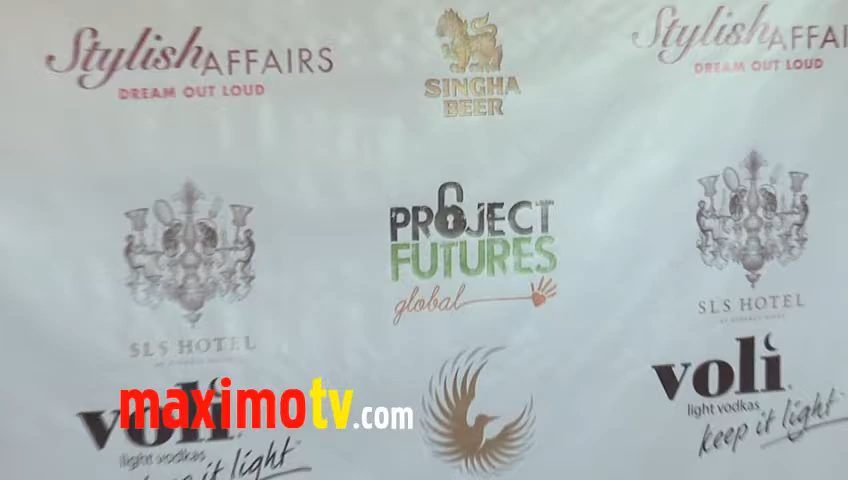 Stylish AFFAIRS
DREAM OUT LOUD
SINGHA
BEER
Stylish AFFAI
DREAM OUT LOUD
SLS HOTEL
PROJECT
FUTURES
global
SLS HOTEL
voli
light vodkas
keep it light
maximotv.com
voli
light vodkas
keep it light